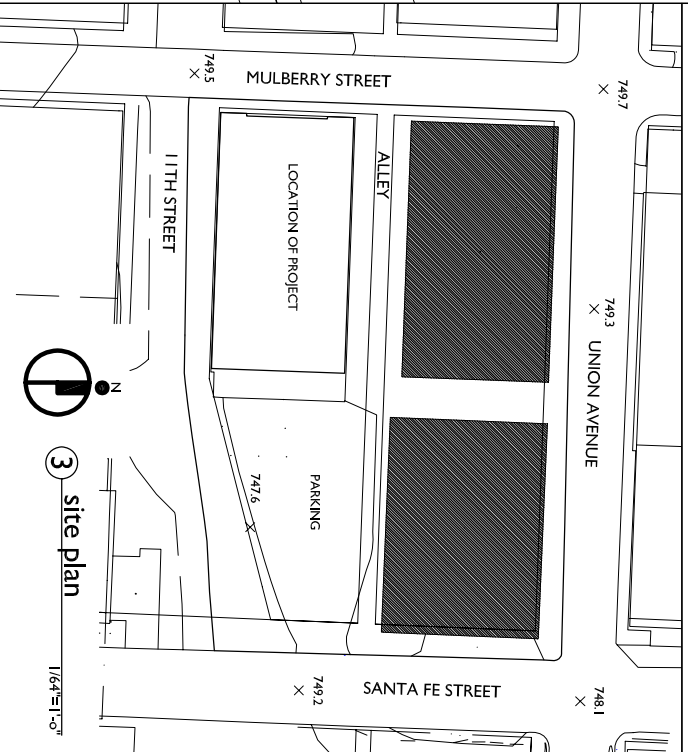 749.5
MULBERRY STREET
749.7
11TH STREET
LOCATION OF PROJECT
ALLEY
749.3
UNION AVENUE
N
747.6
PARKING
3 site plan
1/64"=1'-0"
749.2
SANTA FE STREET
748.1